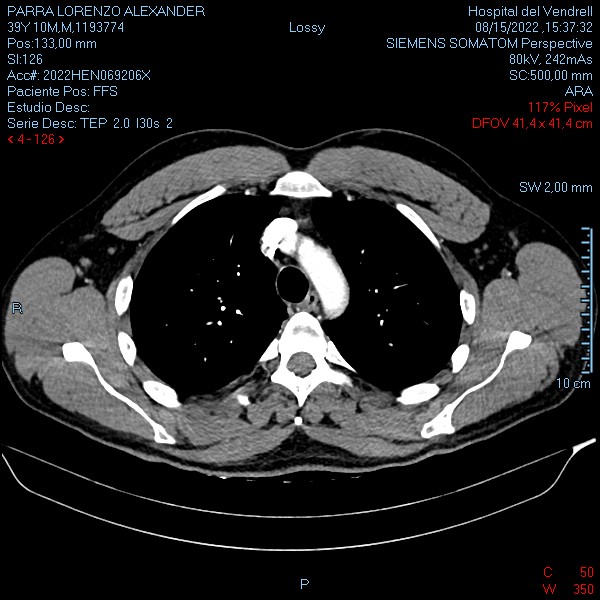 PARRA LORENZO ALEXANDER
39Y 10M,M,1193774
Pos:133,00 mm
SI:126
Acc#: 2022HEN069206X
Paciente Pos: FFS
Estudio Desc:
Serie Desc: TEP 2.0 I30s 2
< 4 - 126 >
Lossy
Hospital del Vendrell
08/15/2022 ,15:37:32
SIEMENS SOMATOM Perspective
80kV, 242mAs
SC:500,00 mm
ARA
117% Pixel
DFOV 41,4 x 41,4 cm
SW 2,00 mm
R
10 cm
P
C 50
W 350